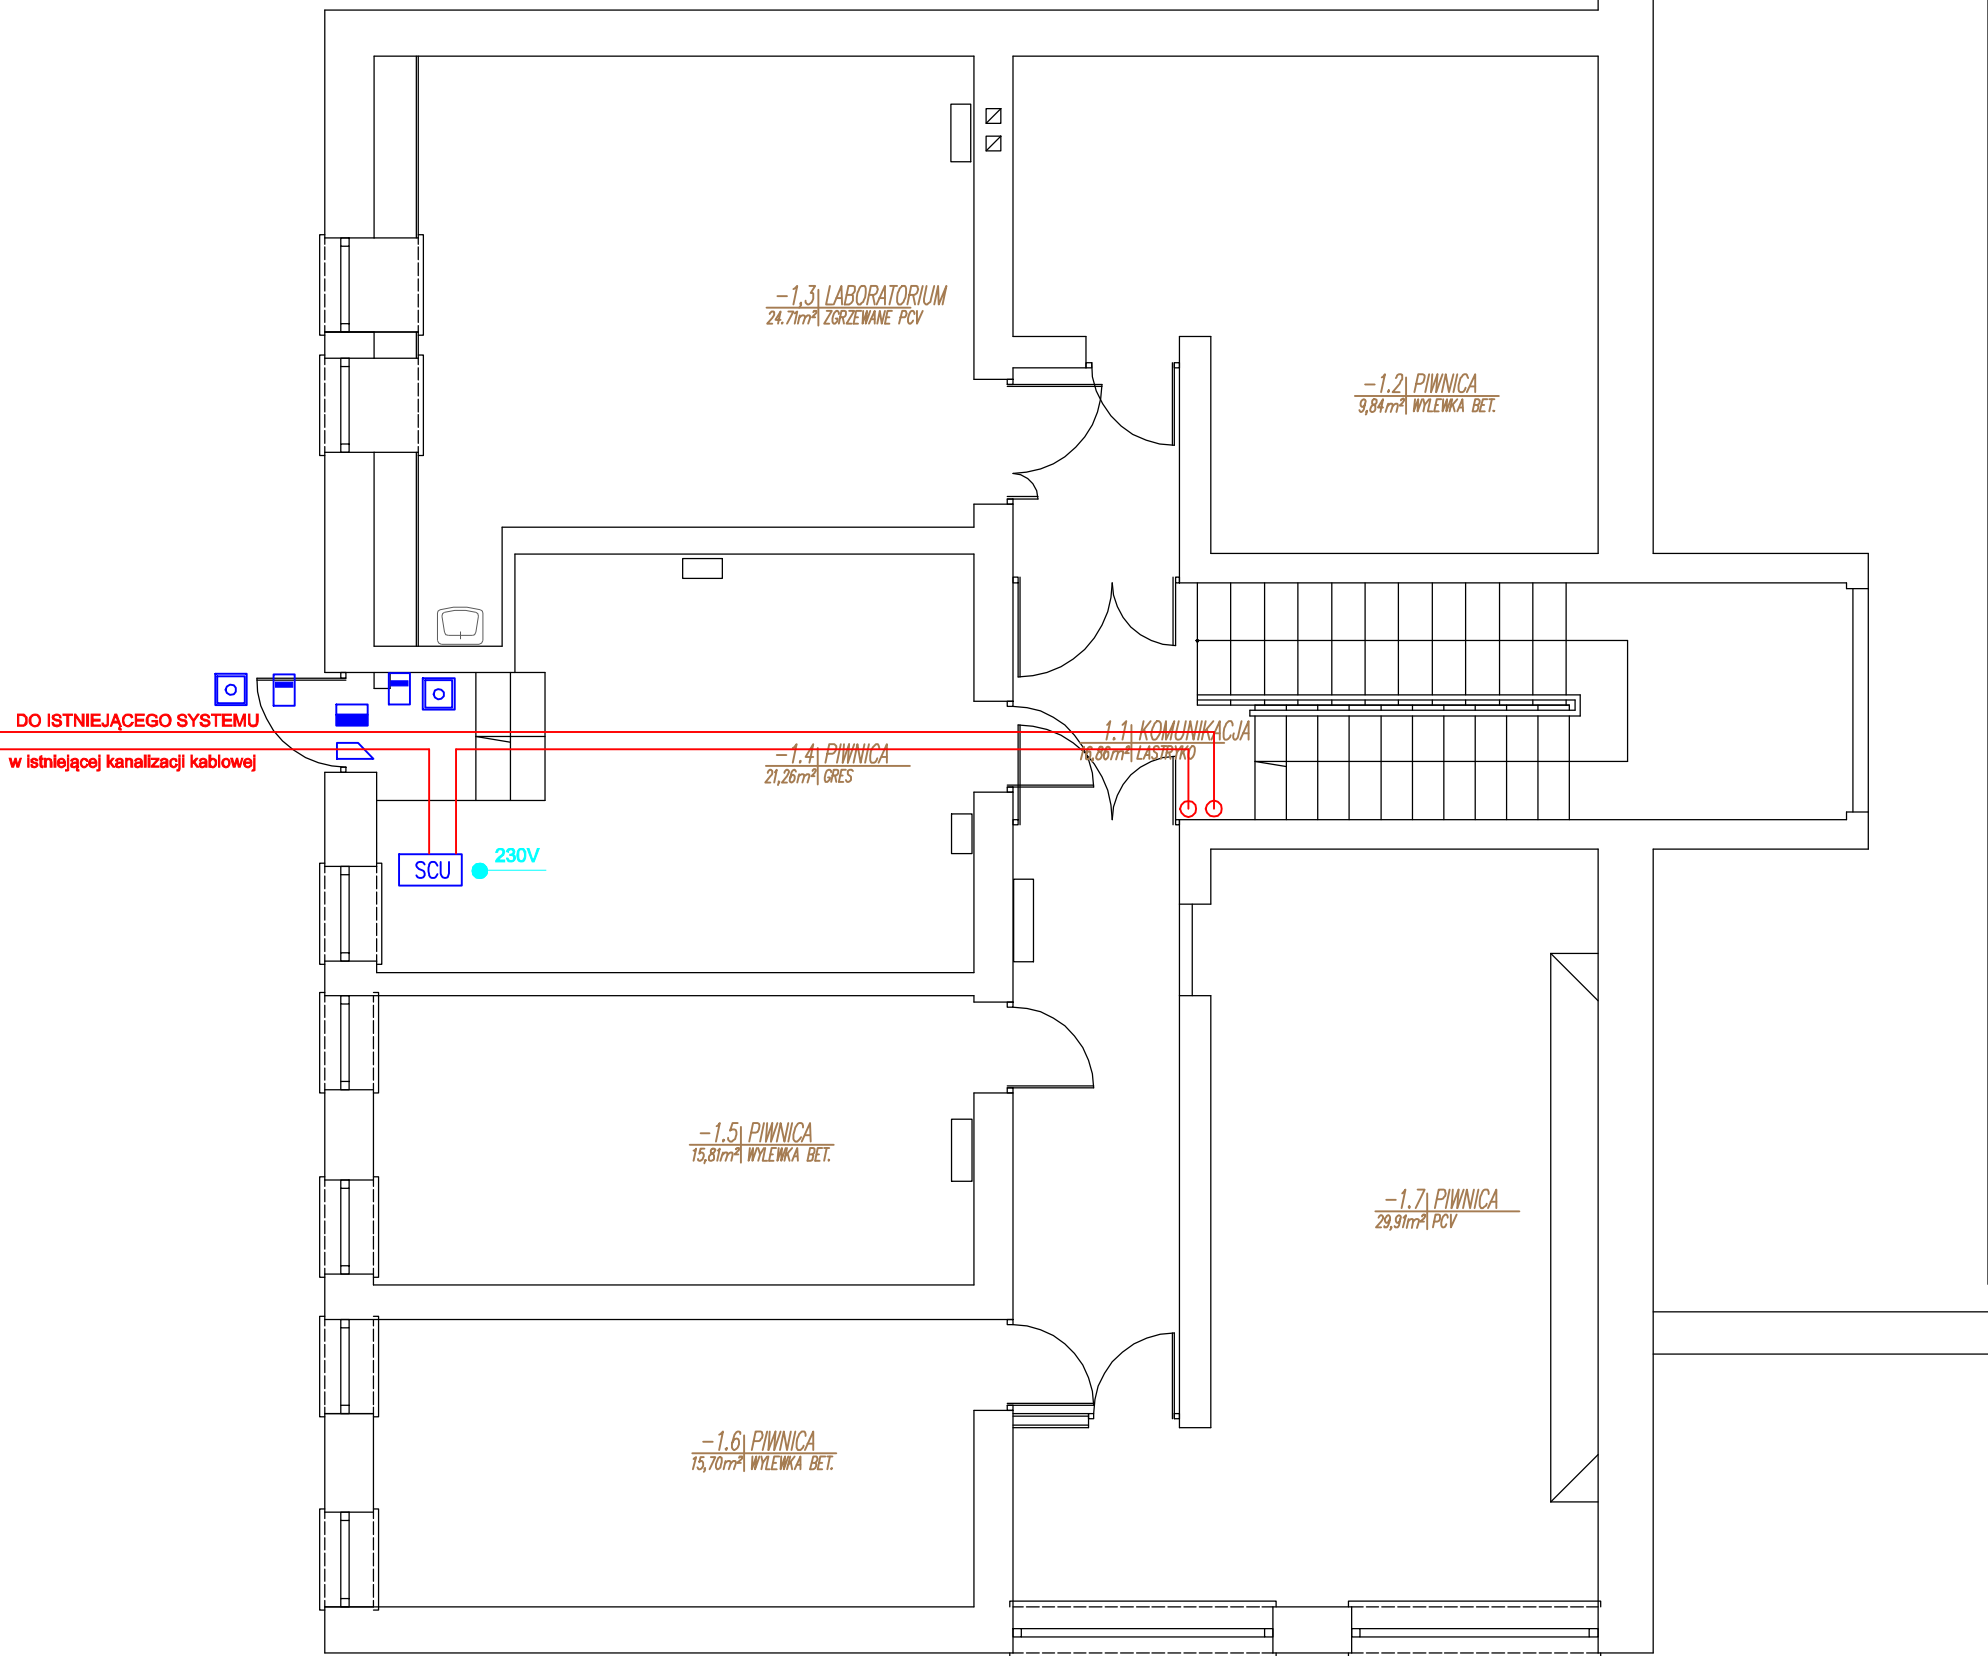 -1,3 LABORATORIUM
24.71m² ZGRZEWANE PCV
-1.2 PIWNICA
9,84m² WYLEWKA BET.
DO ISTNIEJĄCEGO SYSTEMU
w istniejącej kanalizacji kablowej
1.1 KOMUNIKACJA
16,86m² LASTRYKO
-1.4 PIWNICA
21,26m² GRES
SCU
230V
-1.5 PIWNICA
15,81m² WYLEWKA BET.
-1.7 PIWNICA
29,91m² PCV
-1.6 PIWNICA
15,70m² WYLEWKA BET.